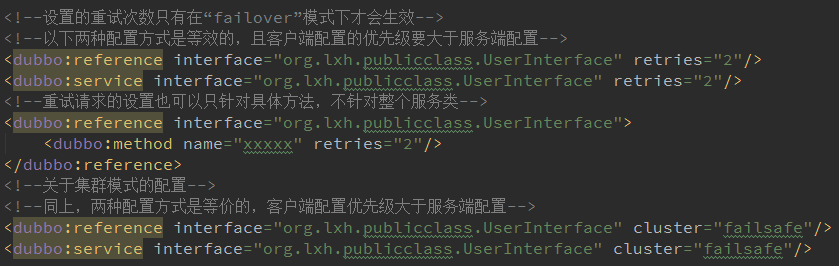 <!--设置的重试次数只有在“failover”模式下才会生效-->
<!--以下两种配置方式是等效的，且客户端配置的优先级要大于服务端配置-->
<dubbo:reference interface="org.lxh.publicclass.UserInterface" retries="2"/>
<dubbo:service interface="org.lxh.publicclass.UserInterface" retries="2"/>
<!--重试请求的设置也可以只针对具体方法，不针对整个服务类-->
<dubbo:reference interface="org.lxh.publicclass.UserInterface">
    <dubbo:method name="xxxxx" retries="2"/>
</dubbo:reference>
<!--关于集群模式的配置-->
<!--同上，两种配置方式是等价的，客户端配置优先级大于服务端配置-->
<dubbo:reference interface="org.lxh.publicclass.UserInterface" cluster="failsafe"/>
<dubbo:service interface="org.lxh.publicclass.UserInterface" cluster="failsafe"/>